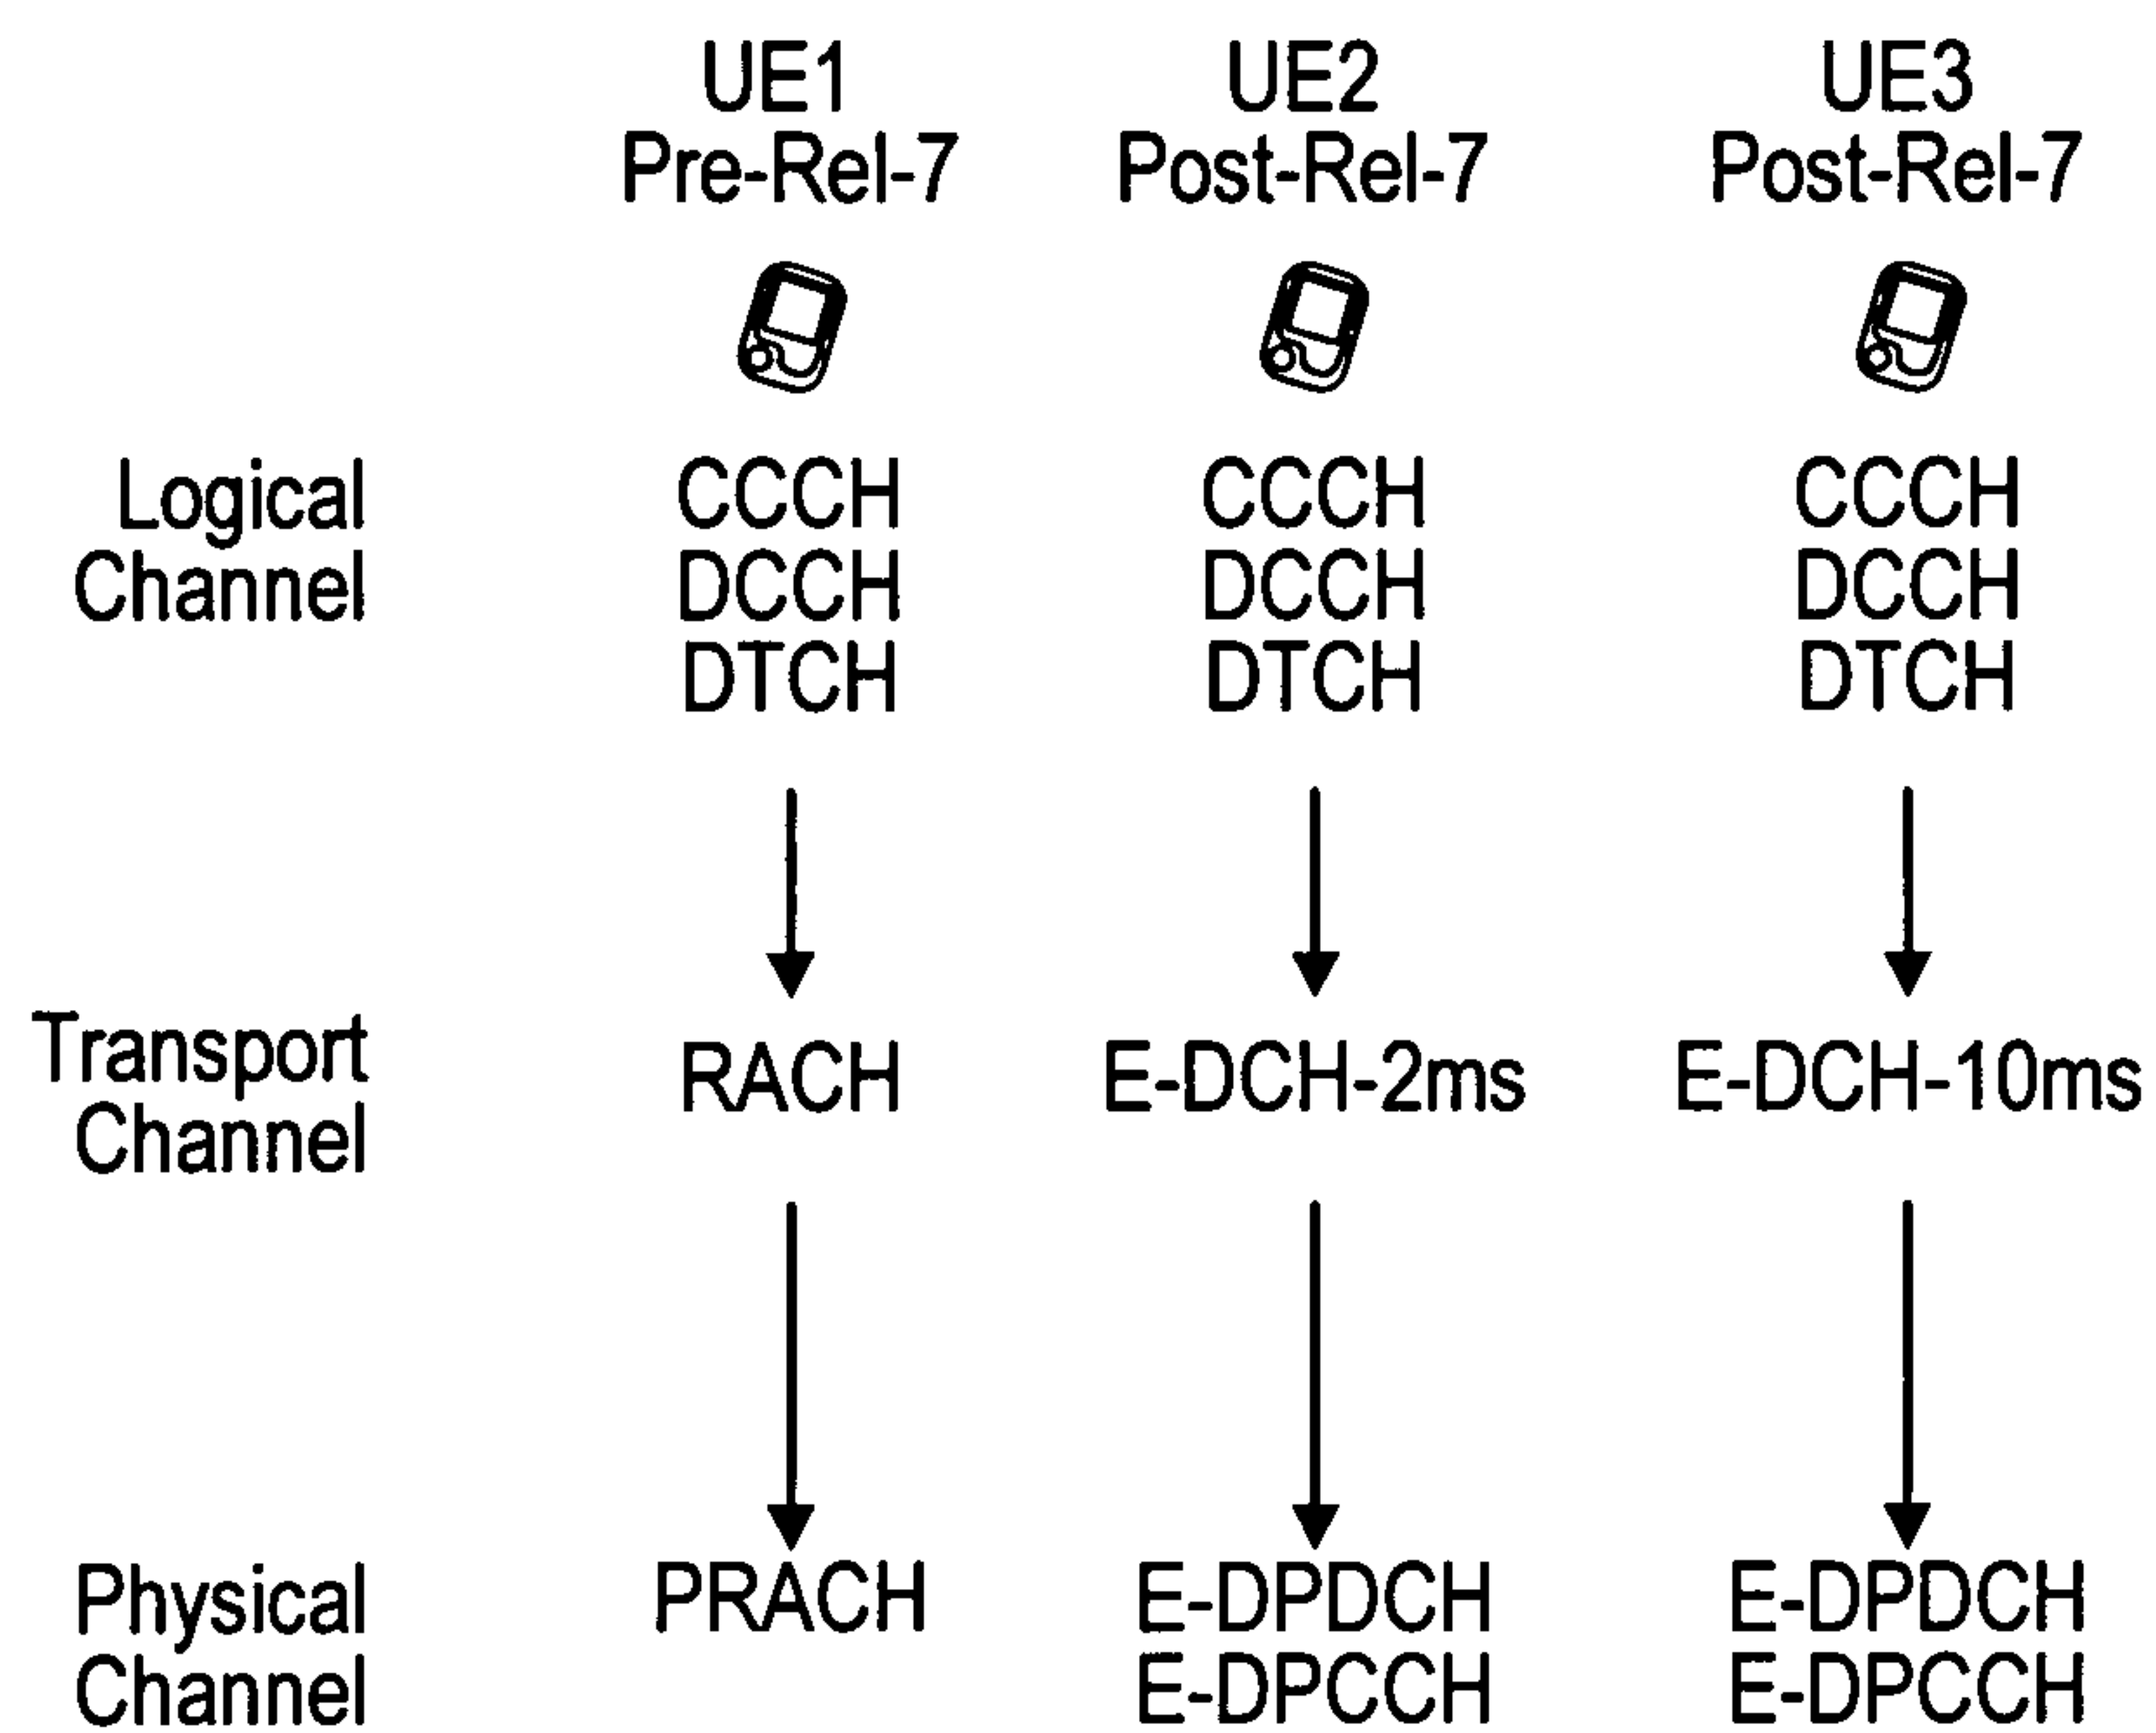 UE1 UE2 UE3
Pre-Rel-7 Post-Rel-7 Post-Rel-7
Logical CCCH CCCH CCCH
Channel DCCH DCCH DCCH
DTCH DTCH DTCH
Transport
RACH E-DCH-2ms E-DCH-10ms
Channel
Physical PRACH E-DPDCH E-DPDCH
Channel E-DPCCH E-DPCCH